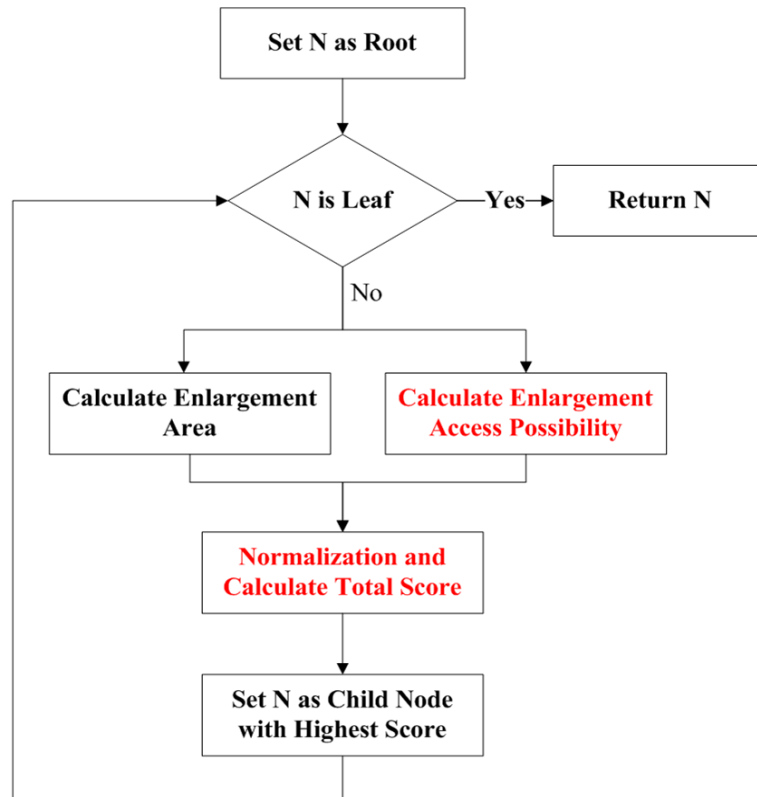 Set N as Root
N is Leaf
Yes
Return N
No
Calculate Enlargement
Area
Calculate Enlargement
Access Possibility
Normalization and
Calculate Total Score
Set N as Child Node
with Highest Score